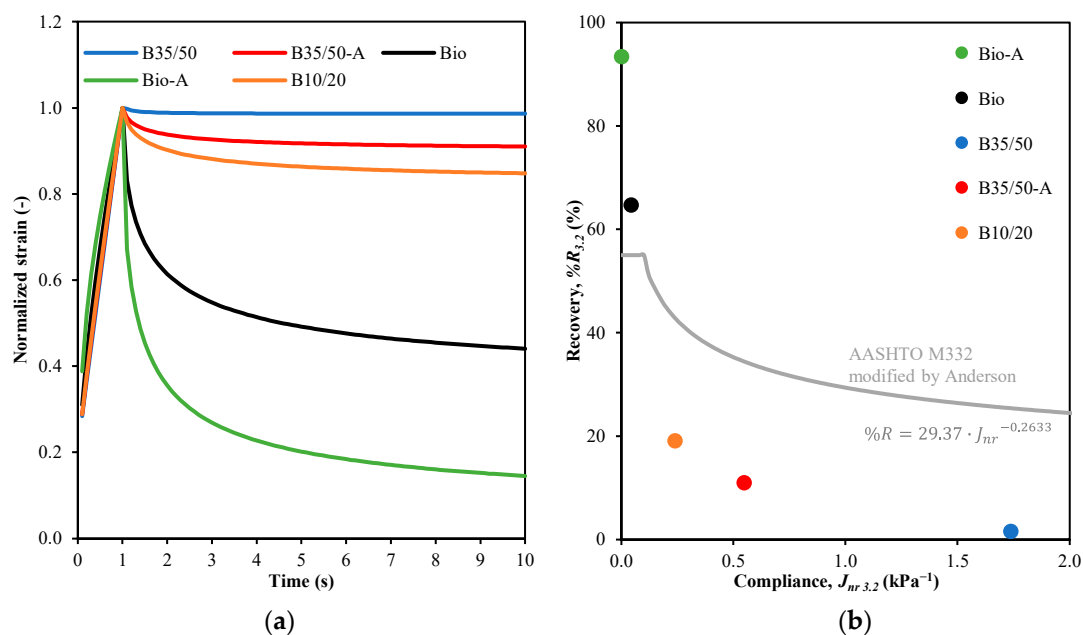 1.2
1.0
0.8
0.6
0.4
0.2
0.0
Normalized strain (-)
B35/50
B35/50-A
Bio
Bio-A
B10/20
0 1 2 3 4 5 6 7 8 9 10
Time (s)
(a)
100
80
60
40
20
0
Recovery, %R3.2 (%)
Bio-A
Bio
B35/50
B35/50-A
B10/20
AASHTO M332
modified by Anderson
%R = 29.37 · Jnr^−0.2633
0.0 0.5 1.0 1.5 2.0
Compliance, Jnr 3.2 (kPa−1)
(b)